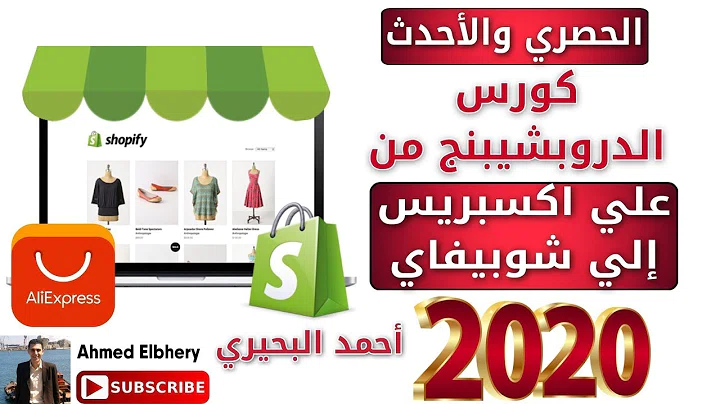 الحصري والأحدث
كورس
الدروبشيبنج من
علي اكسبريس
إلي شوبيفاي
2020
أحمد البحيري
shopify
S
AliExpress
Ahmed Elbhery
SUBSCRIBE